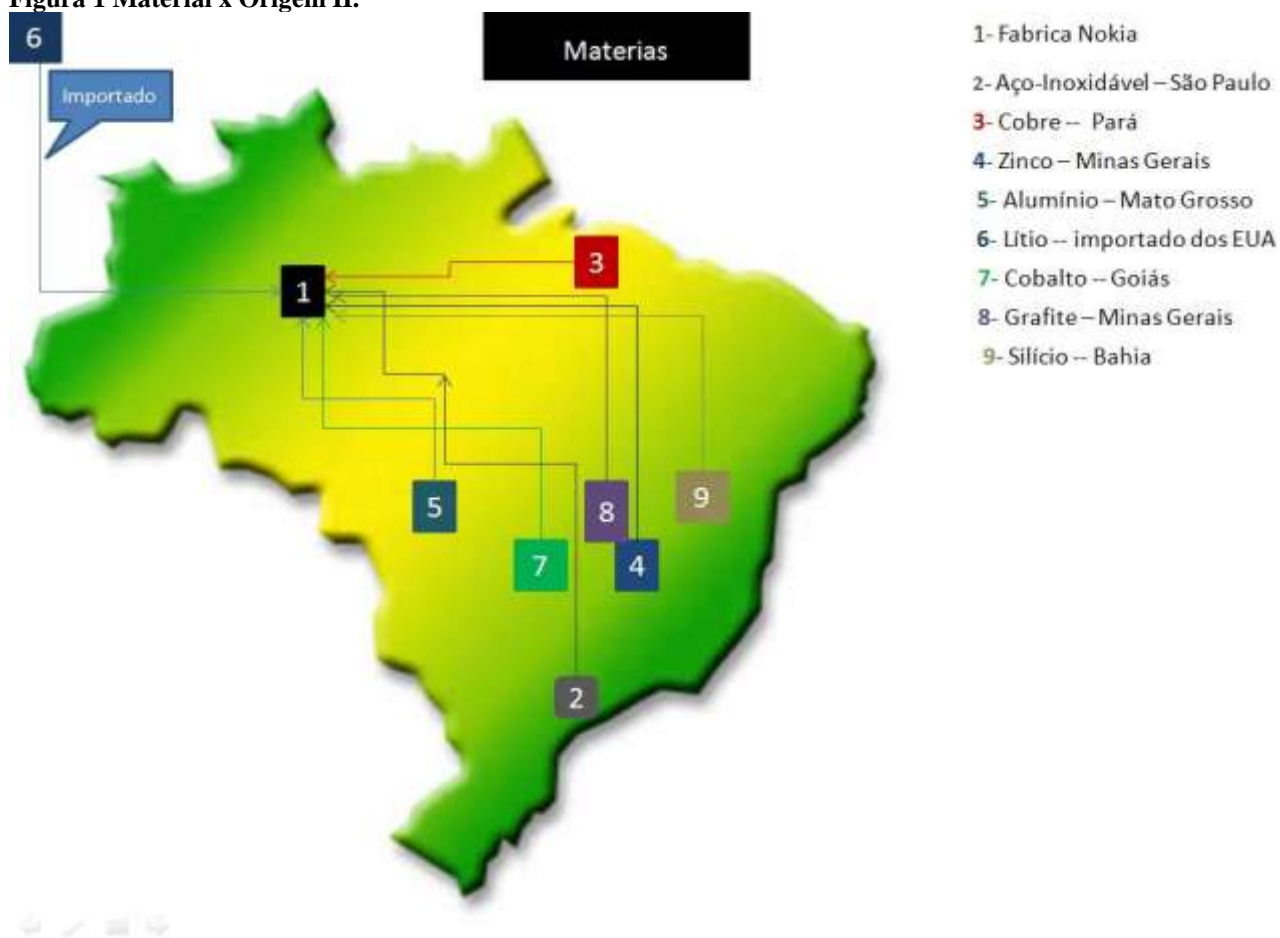 Figura 1 Material x Origem II.
6
Materias
Importado
1
3
5
8
9
7
4
2
1- Fabrica Nokia
2- Aço-Inoxidável – São Paulo
3- Cobre -- Pará
4- Zinco – Minas Gerais
5- Alumínio – Mato Grosso
6- Lítio -- importado dos EUA
7- Cobalto -- Goiás
8- Grafite – Minas Gerais
9- Silício -- Bahia